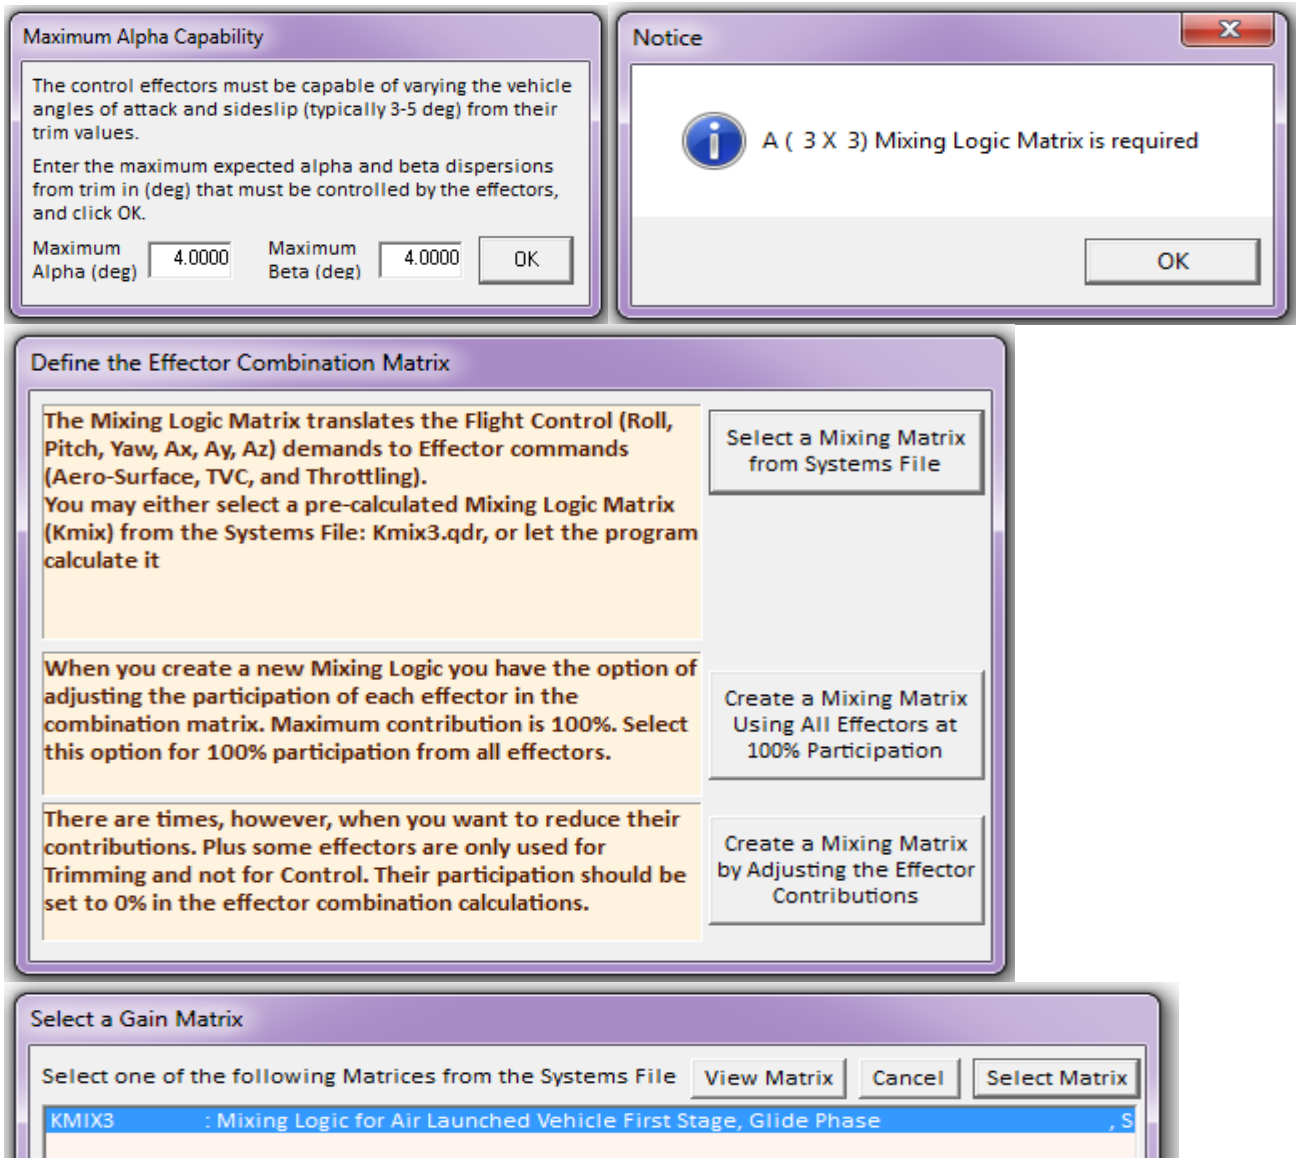 Maximum Alpha Capability
The control effectors must be capable of varying the vehicle
angles of attack and sideslip (typically 3-5 deg) from their
trim values.
Enter the maximum expected alpha and beta dispersions
from trim in (deg) that must be controlled by the effectors,
and click OK.
Maximum Alpha (deg) 4.0000 Maximum Beta (deg) 4.0000 OK
Notice
A ( 3 X 3) Mixing Logic Matrix is required
OK
Define the Effector Combination Matrix
The Mixing Logic Matrix translates the Flight Control (Roll,
Pitch, Yaw, Ax, Ay, Az) demands to Effector commands
(Aero-Surface, TVC, and Throttling).
You may either select a pre-calculated Mixing Logic Matrix
(Kmix) from the Systems File: Kmix3.qdr, or let the program
calculate it
Select a Mixing Matrix
from Systems File
When you create a new Mixing Logic you have the option of
adjusting the participation of each effector in the
combination matrix. Maximum contribution is 100%. Select
this option for 100% participation from all effectors.
Create a Mixing Matrix
Using All Effectors at
100% Participation
There are times, however, when you want to reduce their
contributions. Plus some effectors are only used for
Trimming and not for Control. Their participation should be
set to 0% in the effector combination calculations.
Create a Mixing Matrix
by Adjusting the Effector
Contributions
Select a Gain Matrix
Select one of the following Matrices from the Systems File View Matrix Cancel Select Matrix
KMIX3 : Mixing Logic for Air Launched Vehicle First Stage, Glide Phase , S